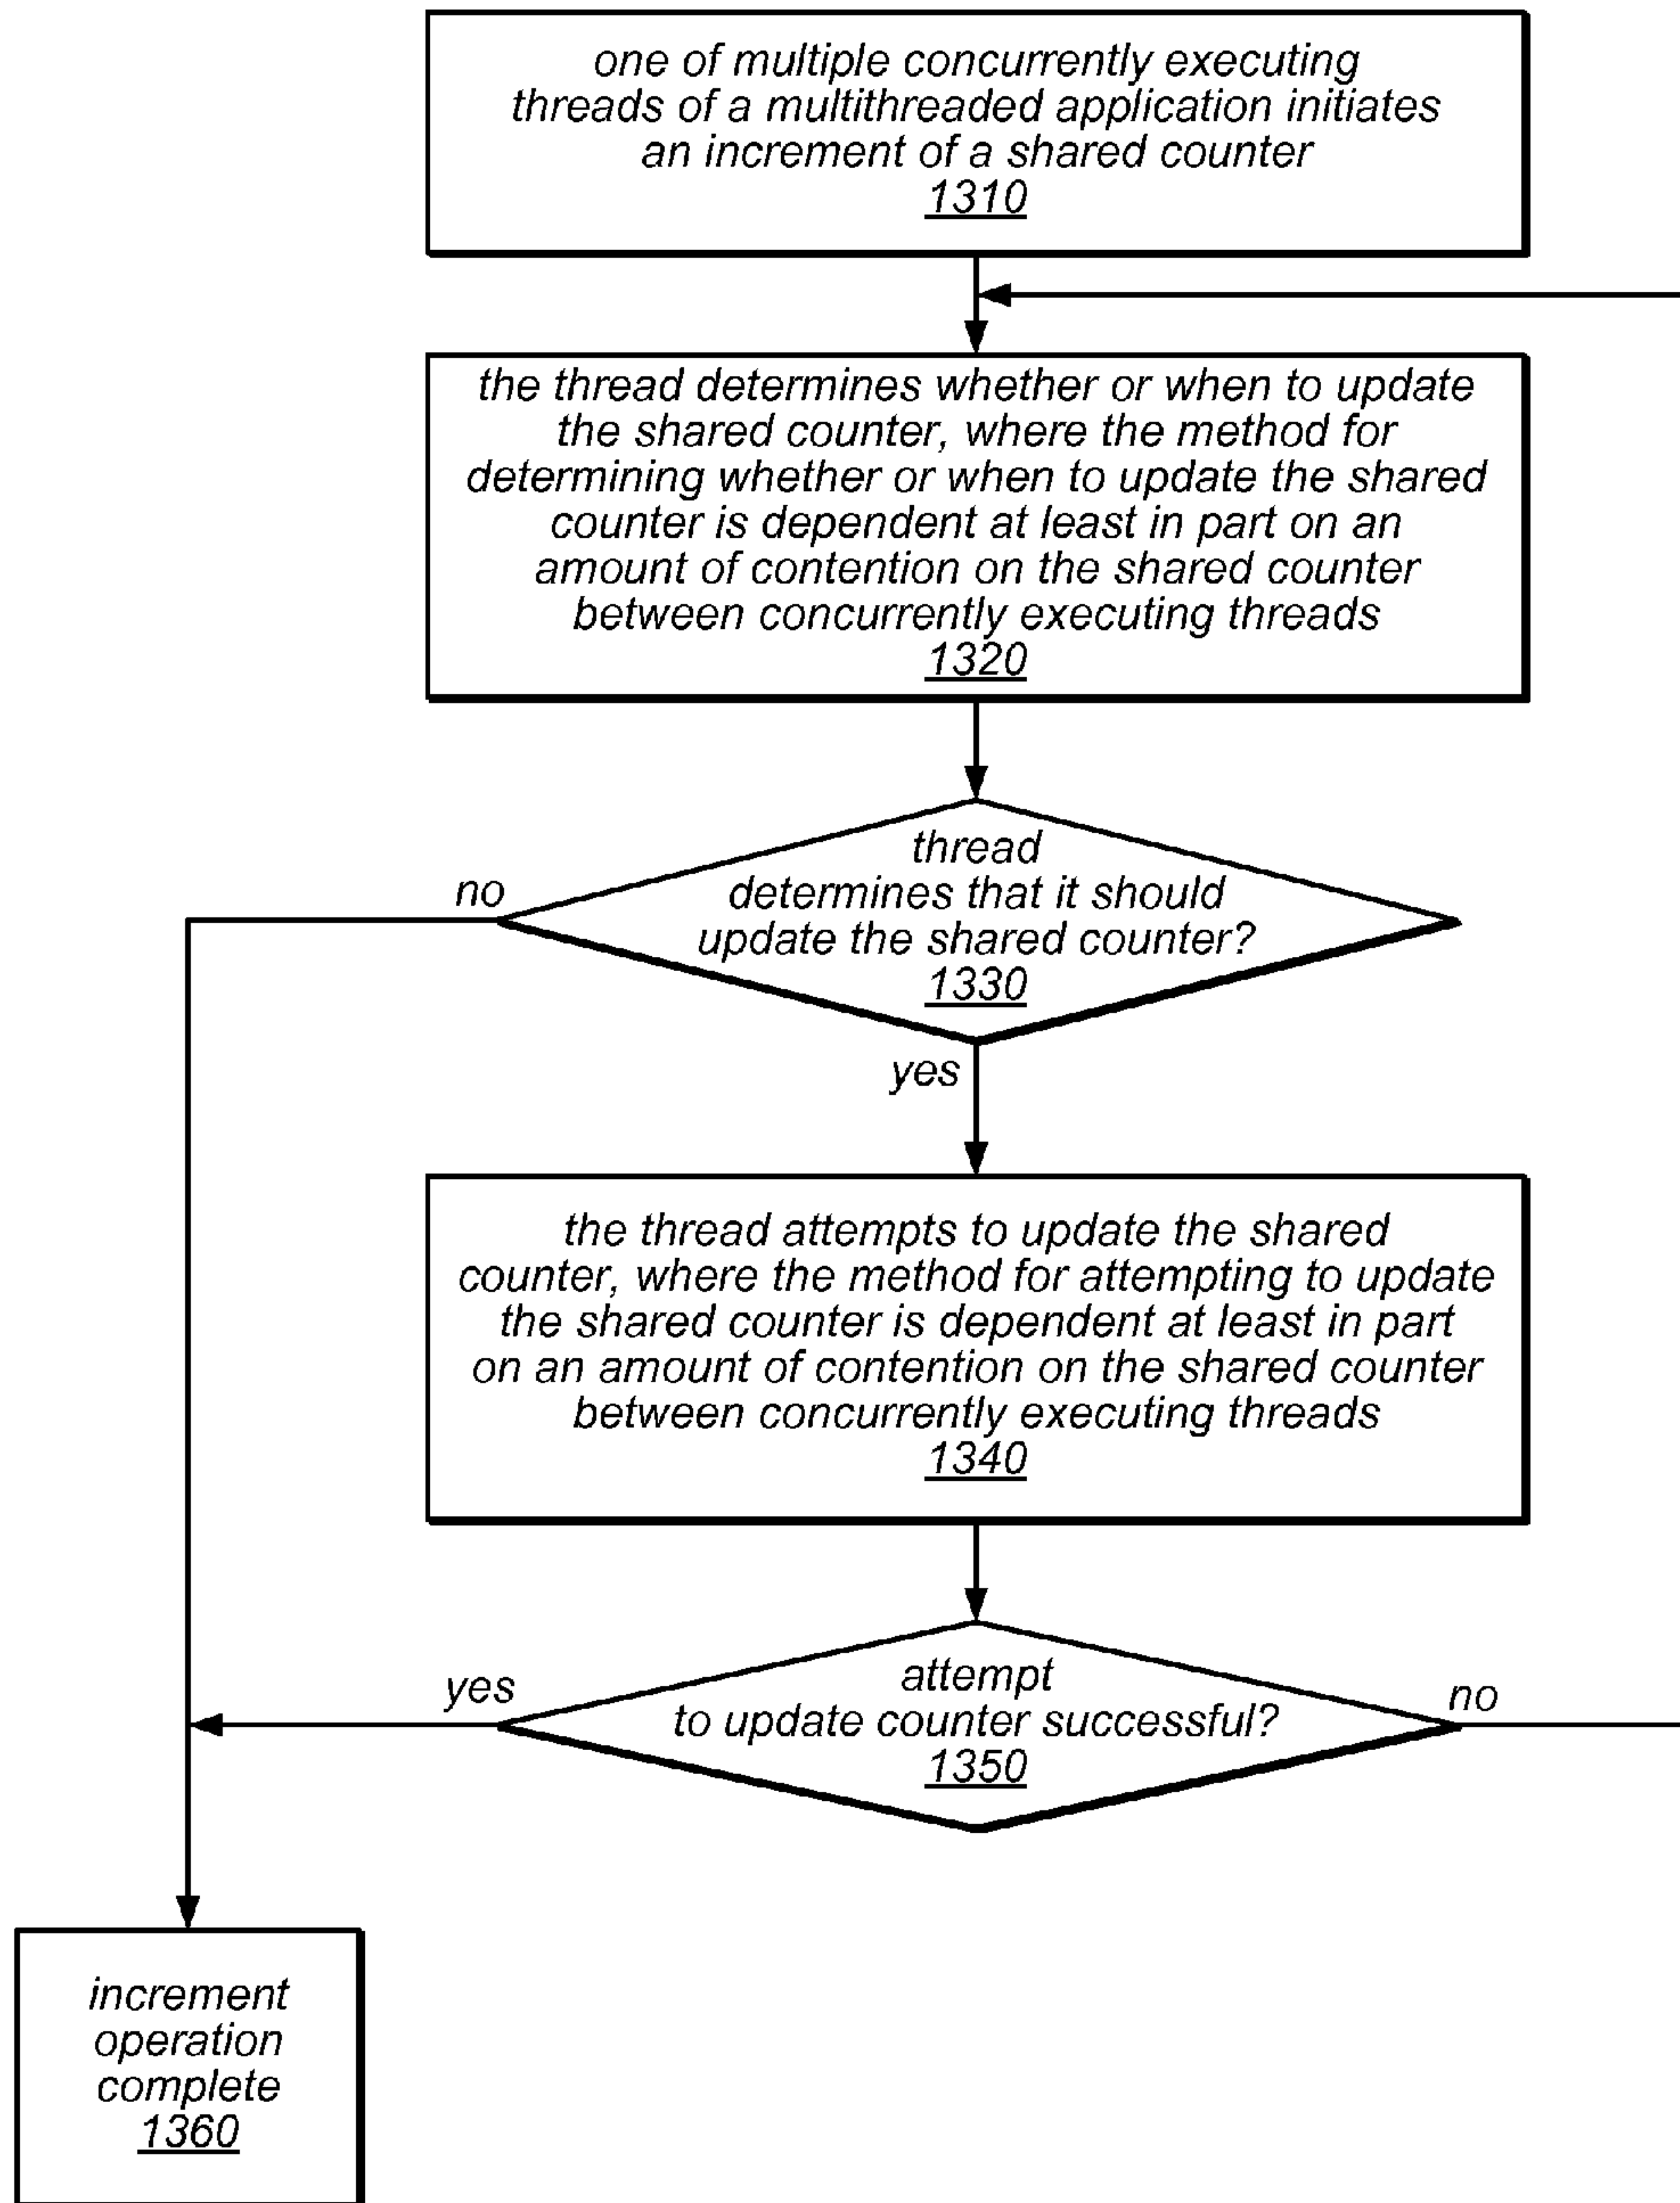 one of multiple concurrently executing
threads of a multithreaded application initiates
an increment of a shared counter
1310
the thread determines whether or when to update
the shared counter, where the method for
determining whether or when to update the shared
counter is dependent at least in part on an
amount of contention on the shared counter
between concurrently executing threads
1320
thread
determines that it should
update the shared counter?
1330
no
yes
the thread attempts to update the shared
counter, where the method for attempting to update
the shared counter is dependent at least in part
on an amount of contention on the shared counter
between concurrently executing threads
1340
attempt
to update counter successful?
1350
yes
no
increment
operation
complete
1360